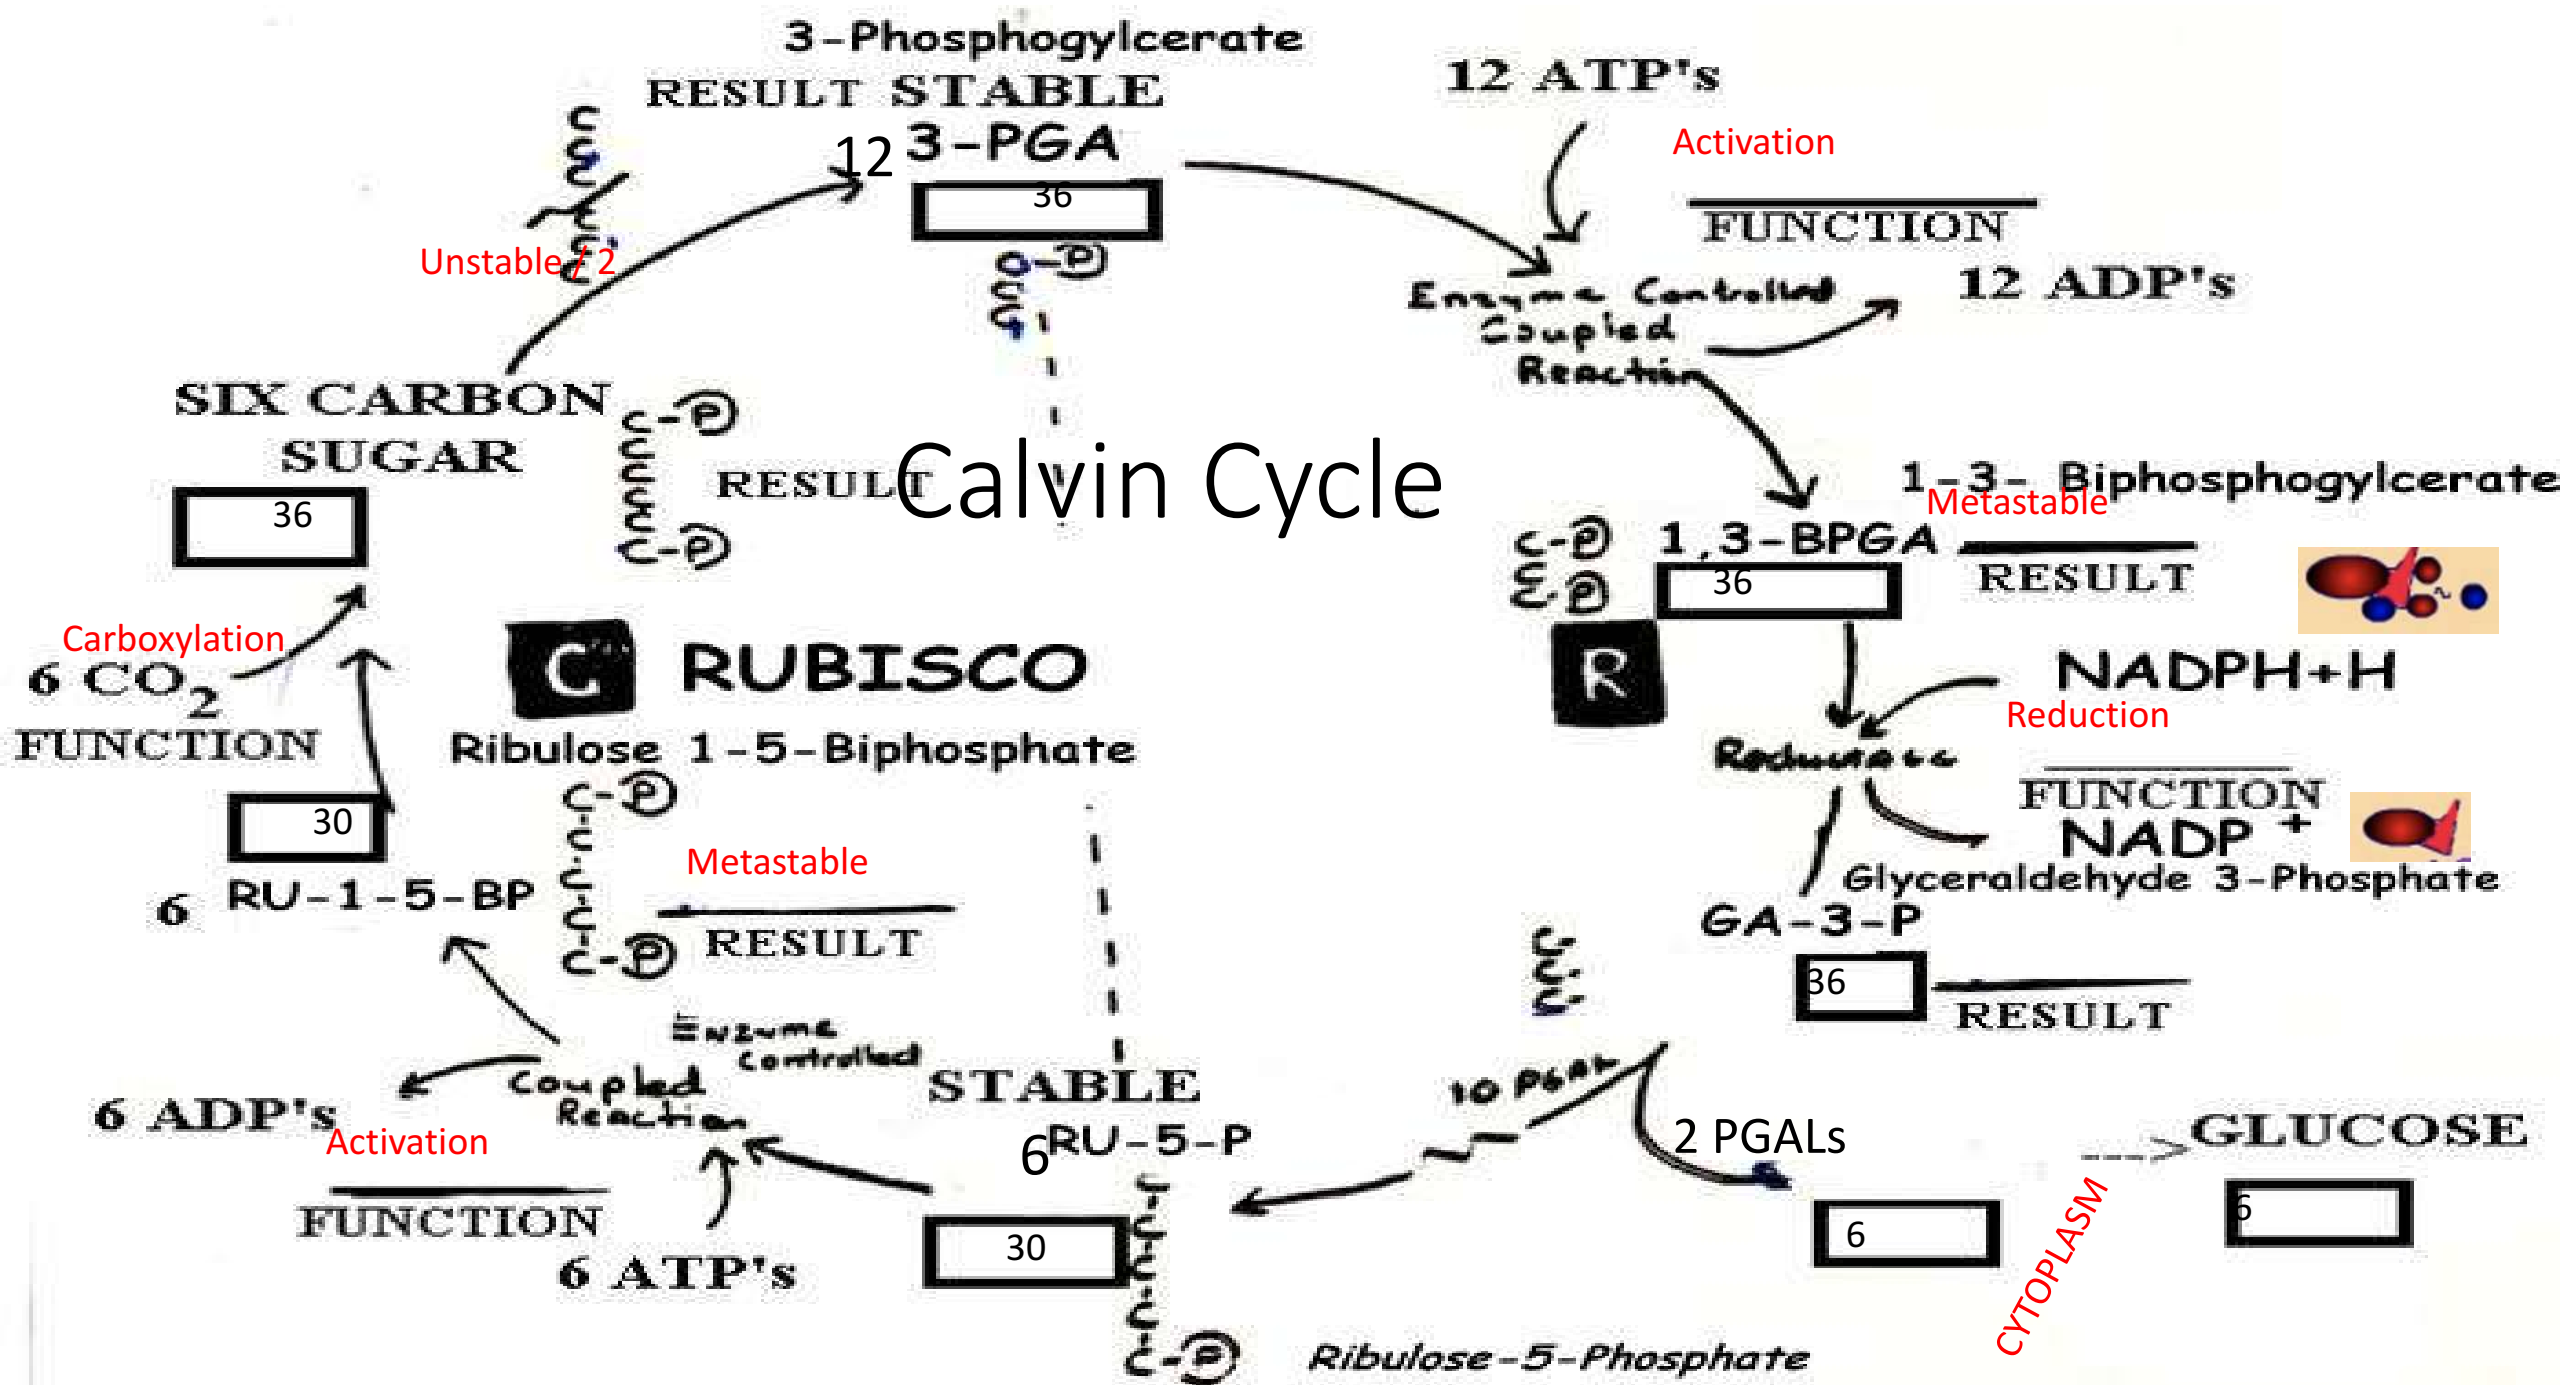 3-Phosphogylcerate
RESULT STABLE
12 3-PGA
36
12 ATP's
Activation
FUNCTION
12 ADP's
Enzyme Controlled
Coupled
Reaction
Unstable / 2
SIX CARBON
SUGAR
36
C-P
C-P
RESULT
Calvin Cycle
1-3- Biphosphogylcerate
Metastable
C-P
C-P
1,3-BPGA
36
RESULT
Carboxylation
6 CO2
FUNCTION
C RUBISCO
Ribulose 1-5-Biphosphate
R
NADPH+H
Reduction
Reductase
FUNCTION
NADP +
Glyceraldehyde 3-Phosphate
GA-3-P
36
RESULT
30
6 RU-1-5-BP
C-P
C-P
Metastable
RESULT
Enzyme
Controlled
Coupled
Reaction
6 ADP's
Activation
FUNCTION
6 ATP's
STABLE
6 RU-5-P
30
C-P
Ribulose-5-Phosphate
10 PGAL
2 PGALs
6
CYTOPLASM
GLUCOSE
6